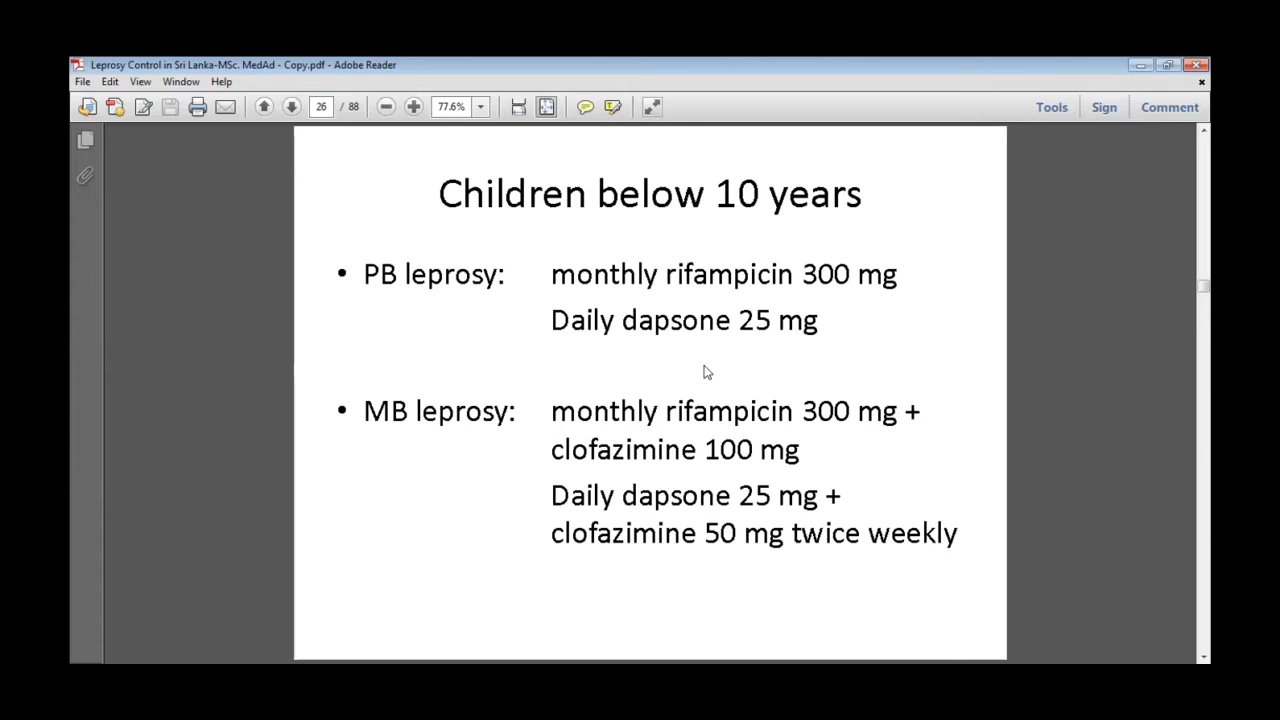 Leprosy Control in Sri Lanka-MSc. MedAd - Copy.pdf - Adobe Reader
File Edit View Window Help
26 / 88 77.6% Tools Sign Comment
Children below 10 years
• PB leprosy: monthly rifampicin 300 mg
Daily dapsone 25 mg
• MB leprosy: monthly rifampicin 300 mg +
clofazimine 100 mg
Daily dapsone 25 mg +
clofazimine 50 mg twice weekly